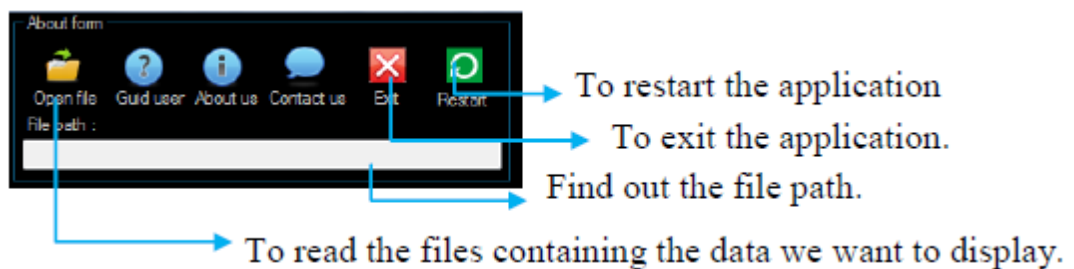 About form
Open file Guid user About us Contact us Exit Restart
File path :
To restart the application
To exit the application.
Find out the file path.
To read the files containing the data we want to display.